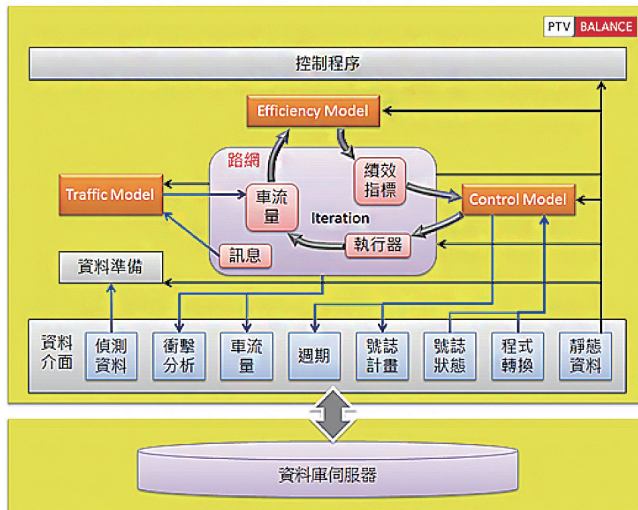 PTV BALANCE
控制程序
Efficiency Model
路網
績效
指標
Traffic Model
車流
量
Control Model
Iteration
執行器
訊息
資料準備
資料
介面
偵測
資料
衝擊
分析
車流
量
週期
號誌
計畫
號誌
狀態
程式
轉換
靜態
資料
資料庫伺服器